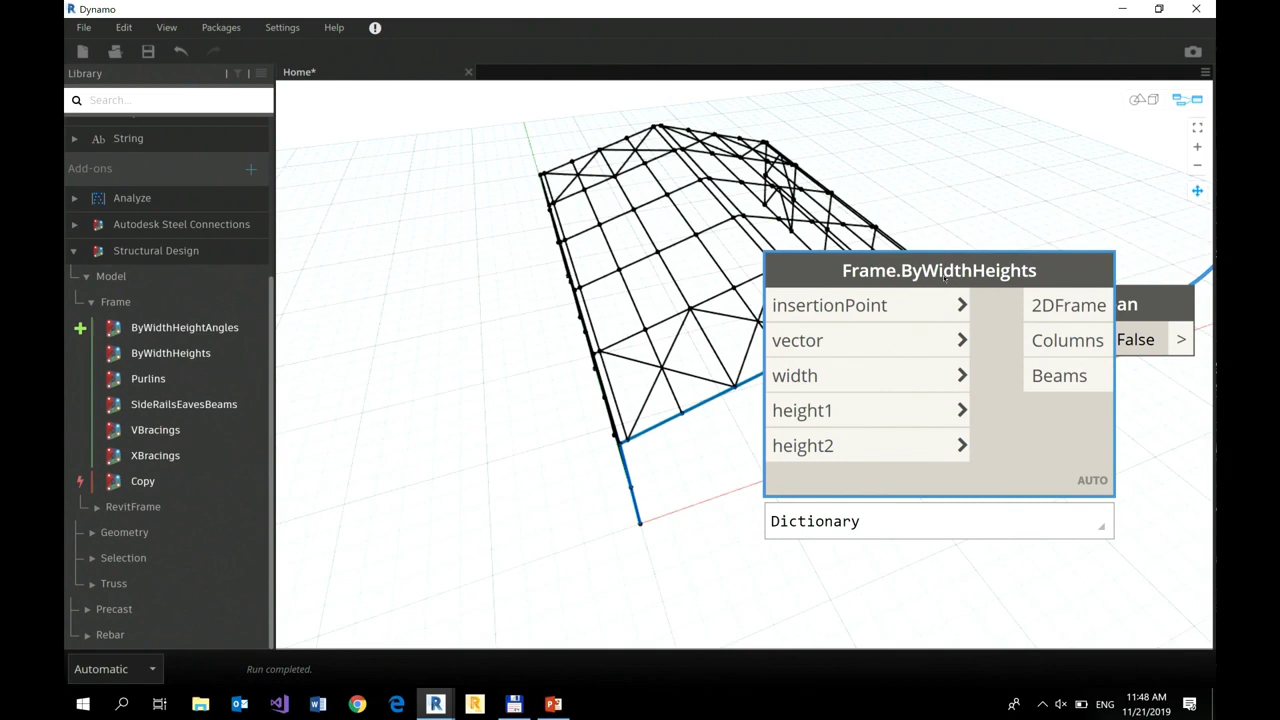 Dynamo
File Edit View Packages Settings Help
Library
Home*
Search...
String
Add-ons
Analyze
Autodesk Steel Connections
Structural Design
Model
Frame
ByWidthHeightAngles
ByWidthHeights
Purlins
SideRailsEavesBeams
VBracings
XBracings
Copy
RevitFrame
Geometry
Selection
Truss
Precast
Rebar
Frame.ByWidthHeights
insertionPoint > 2DFrame
vector > Columns
width > Beams
height1 >
height2 >
AUTO
Dictionary
an
False >
Automatic
Run completed.
ENG
11:48 AM
11/21/2019